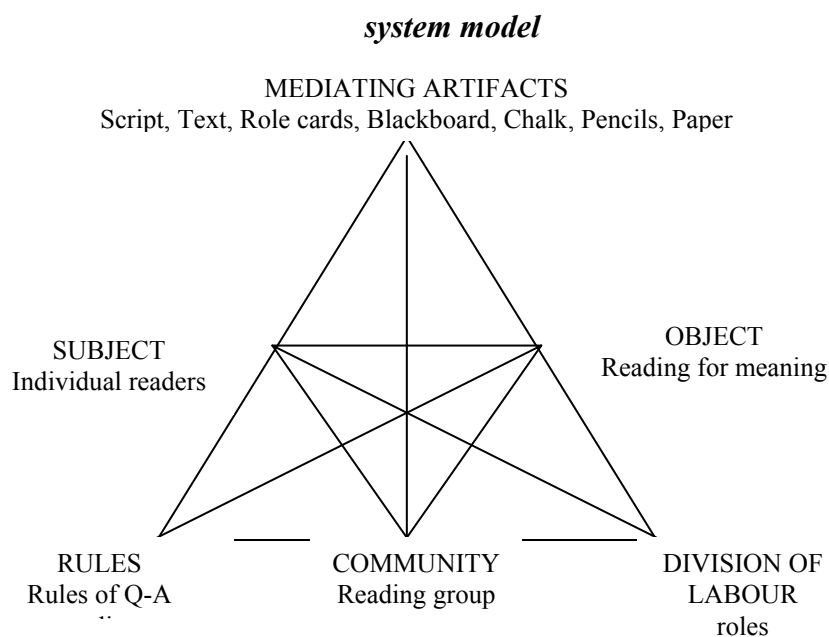 system model
MEDIATING ARTIFACTS
Script, Text, Role cards, Blackboard, Chalk, Pencils, Paper
SUBJECT
Individual readers
OBJECT
Reading for meaning
RULES
Rules of Q-A
COMMUNITY
Reading group
DIVISION OF
LABOUR
roles